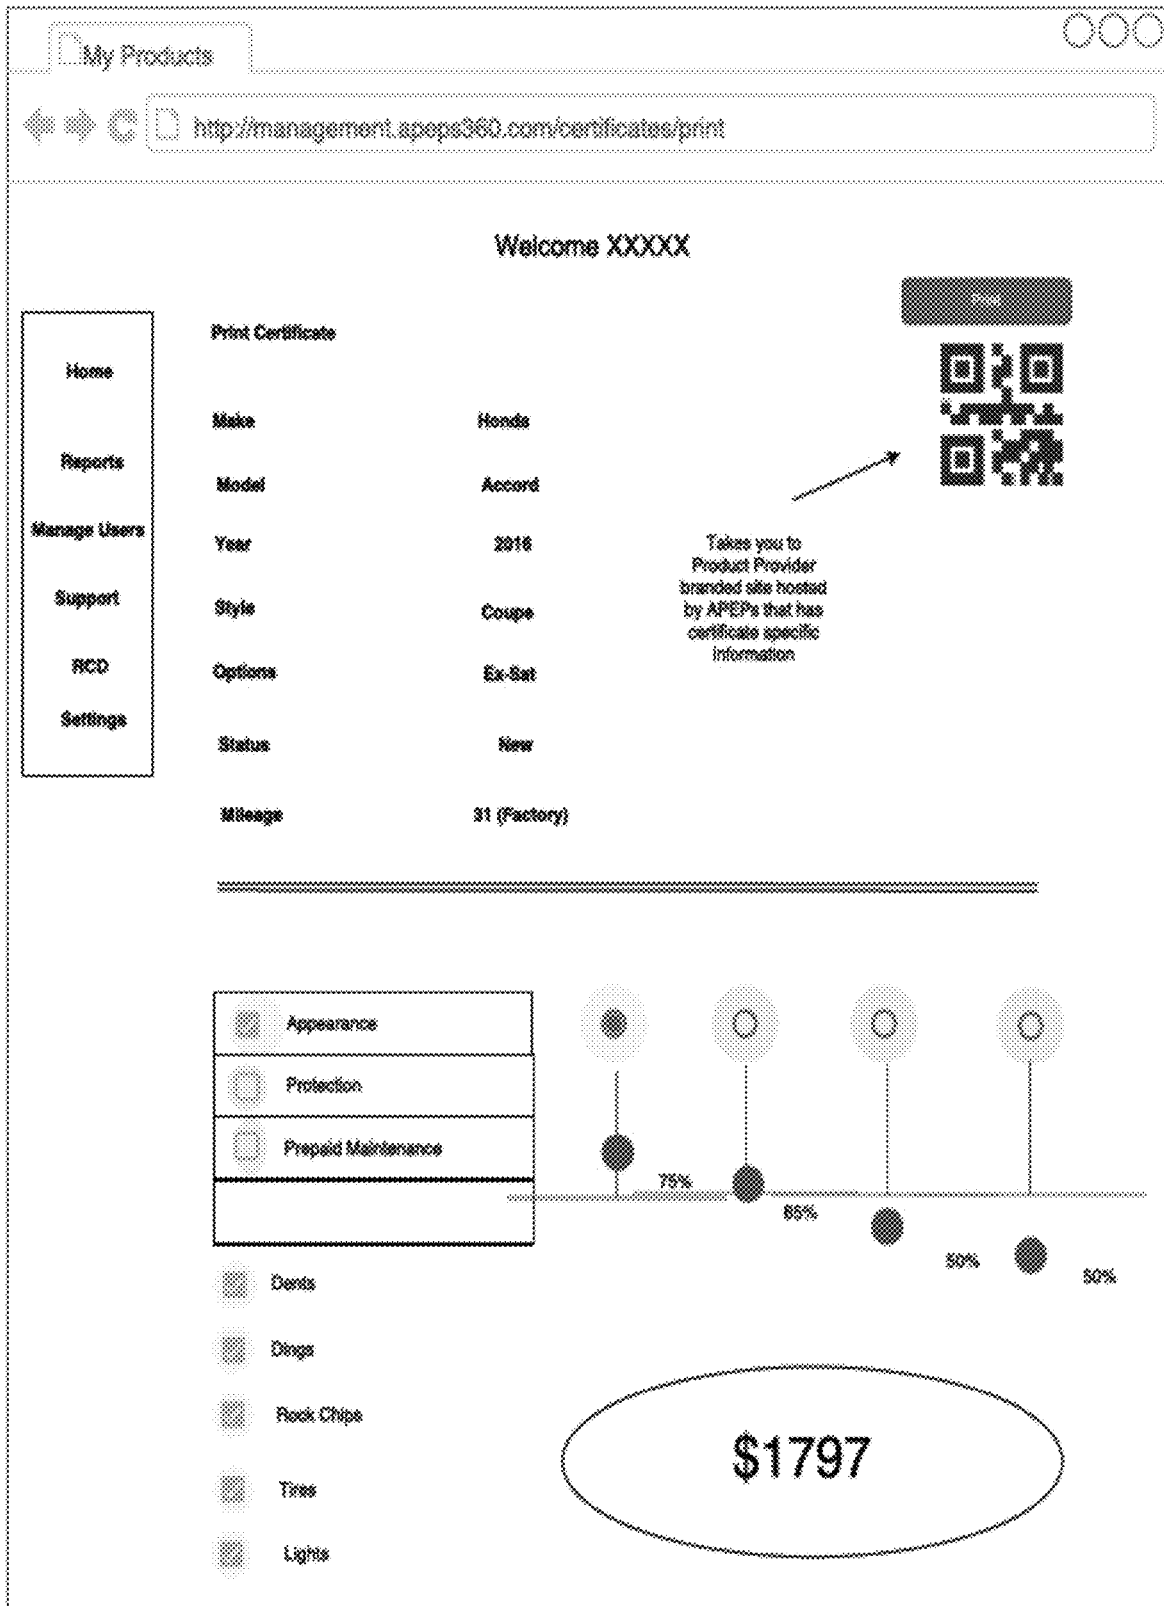 My Products
http://management.apeps360.com/certificates/print
Welcome XXXXX
Print
Print Certificate
Home
Reports
Manage Users
Support
RCD
Settings
Make Honda
Model Accord
Year 2016
Style Coupe
Options Ex-Sat
Status New
Mileage 31 (Factory)
Takes you to
Product Provider
branded site hosted
by APEPs that has
certificate specific
information
Appearance
Protection
Prepaid Maintenance
75%
65%
50%
50%
Dents
Dings
Rock Chips
Tires
Lights
$1797